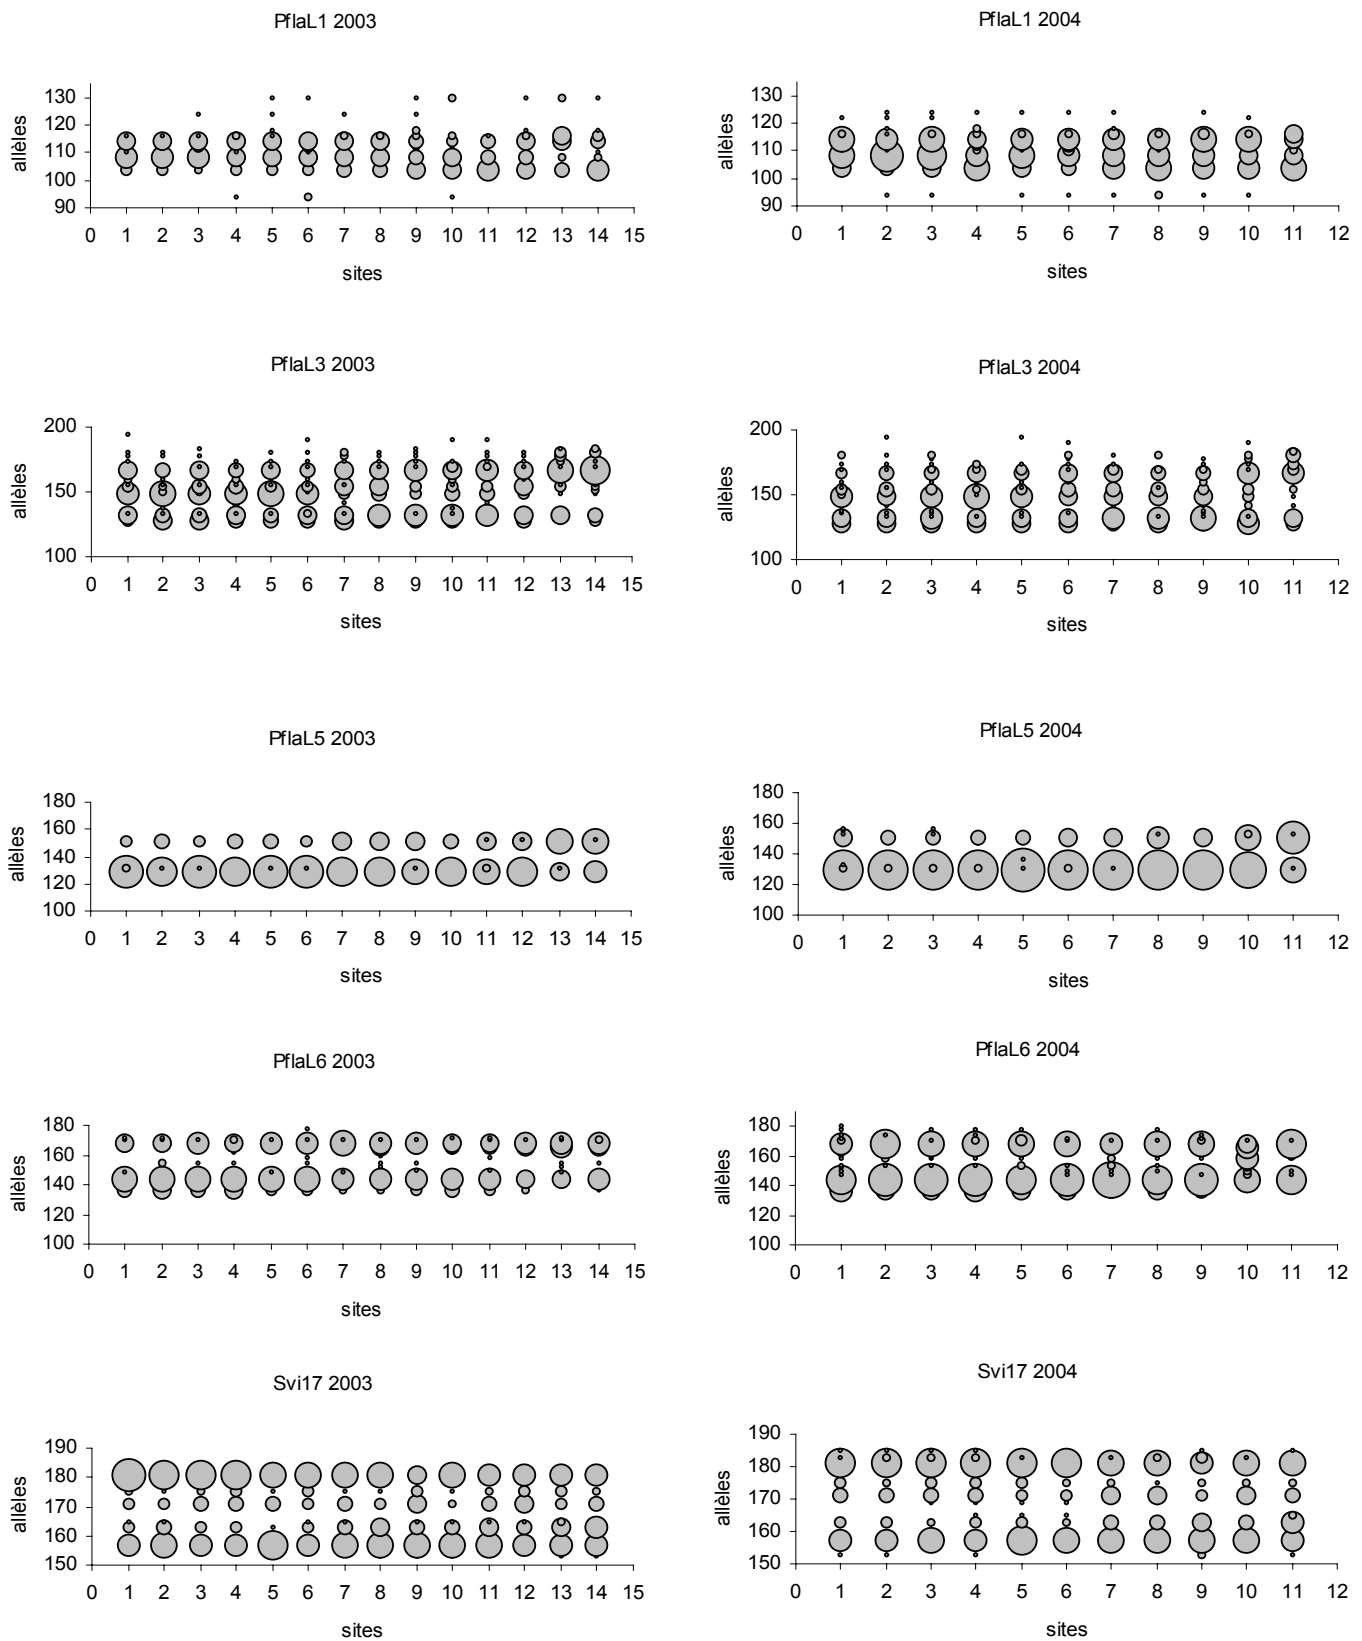 PflaL1 2003
130
120
110
100
90
allèles
0 1 2 3 4 5 6 7 8 9 10 11 12 13 14 15
sites
PflaL1 2004
130
120
110
100
90
allèles
0 1 2 3 4 5 6 7 8 9 10 11 12
sites
PflaL3 2003
200
150
100
allèles
0 1 2 3 4 5 6 7 8 9 10 11 12 13 14 15
sites
PflaL3 2004
200
150
100
allèles
0 1 2 3 4 5 6 7 8 9 10 11 12
sites
PflaL5 2003
180
160
140
120
100
allèles
0 1 2 3 4 5 6 7 8 9 10 11 12 13 14 15
sites
PflaL5 2004
180
160
140
120
100
allèles
0 1 2 3 4 5 6 7 8 9 10 11 12
sites
PflaL6 2003
180
160
140
120
100
allèles
0 1 2 3 4 5 6 7 8 9 10 11 12 13 14 15
sites
PflaL6 2004
180
160
140
120
100
allèles
0 1 2 3 4 5 6 7 8 9 10 11 12
sites
Svi17 2003
190
180
170
160
150
allèles
0 1 2 3 4 5 6 7 8 9 10 11 12 13 14 15
sites
Svi17 2004
190
180
170
160
150
allèles
0 1 2 3 4 5 6 7 8 9 10 11 12
sites